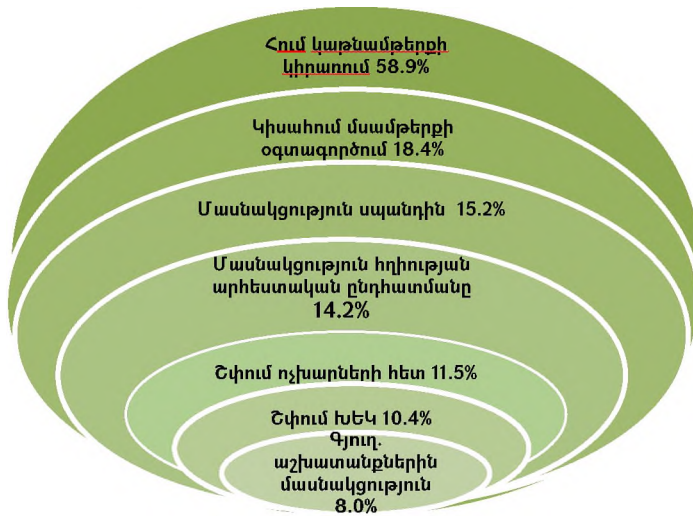 Հում կաթնամթերքի
կիրառում 58.9%
Կիսահում մսամթերքի
օգտագործում 18.4%
Մասնակցություն սպանդին 15.2%
Մասնակցություն հղիության
արհեստական ընդհատմանը
14.2%
Շփում ոչխարների հետ 11.5%
Շփում ԽԵԿ 10.4%
Գյուղ.
աշխատանքներին
մասնակցություն
8.0%